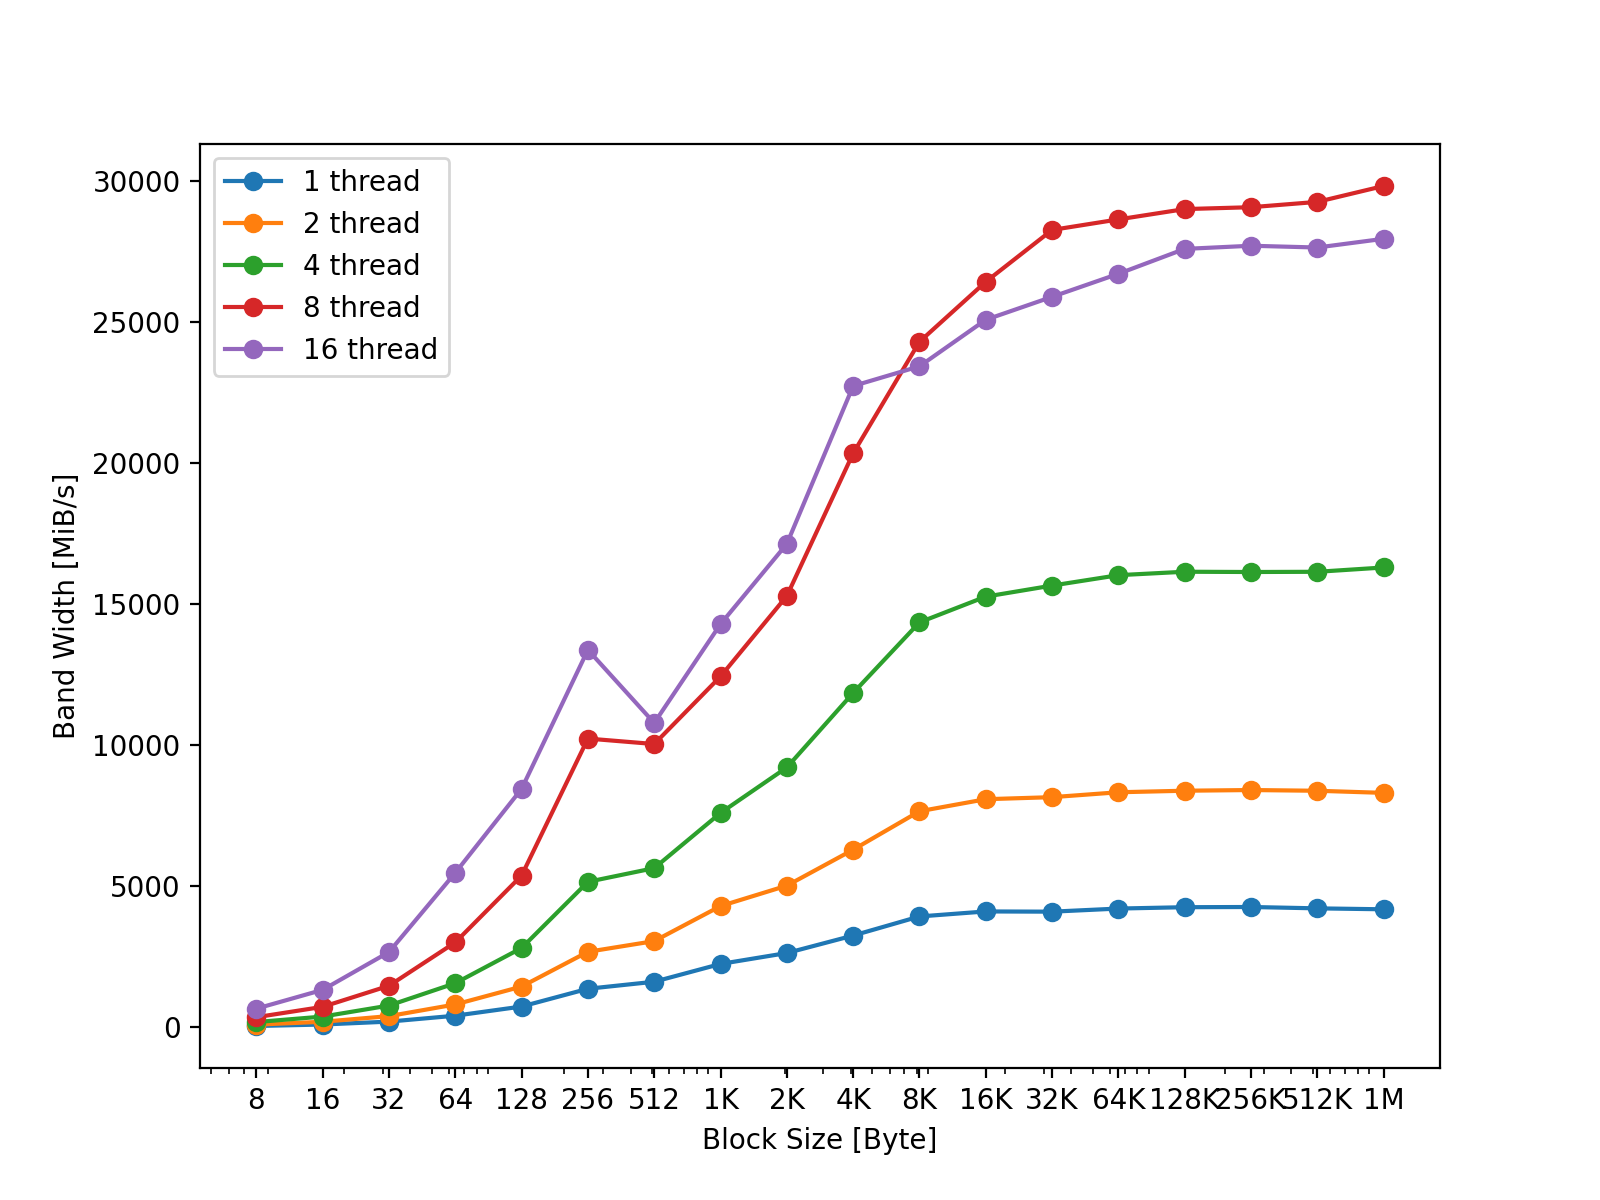 1 thread
2 thread
4 thread
8 thread
16 thread
30000
25000
20000
15000
10000
5000
0
Band Width [MiB/s]
8 16 32 64 128 256 512 1K 2K 4K 8K 16K 32K 64K 128K 256K 512K 1M
Block Size [Byte]